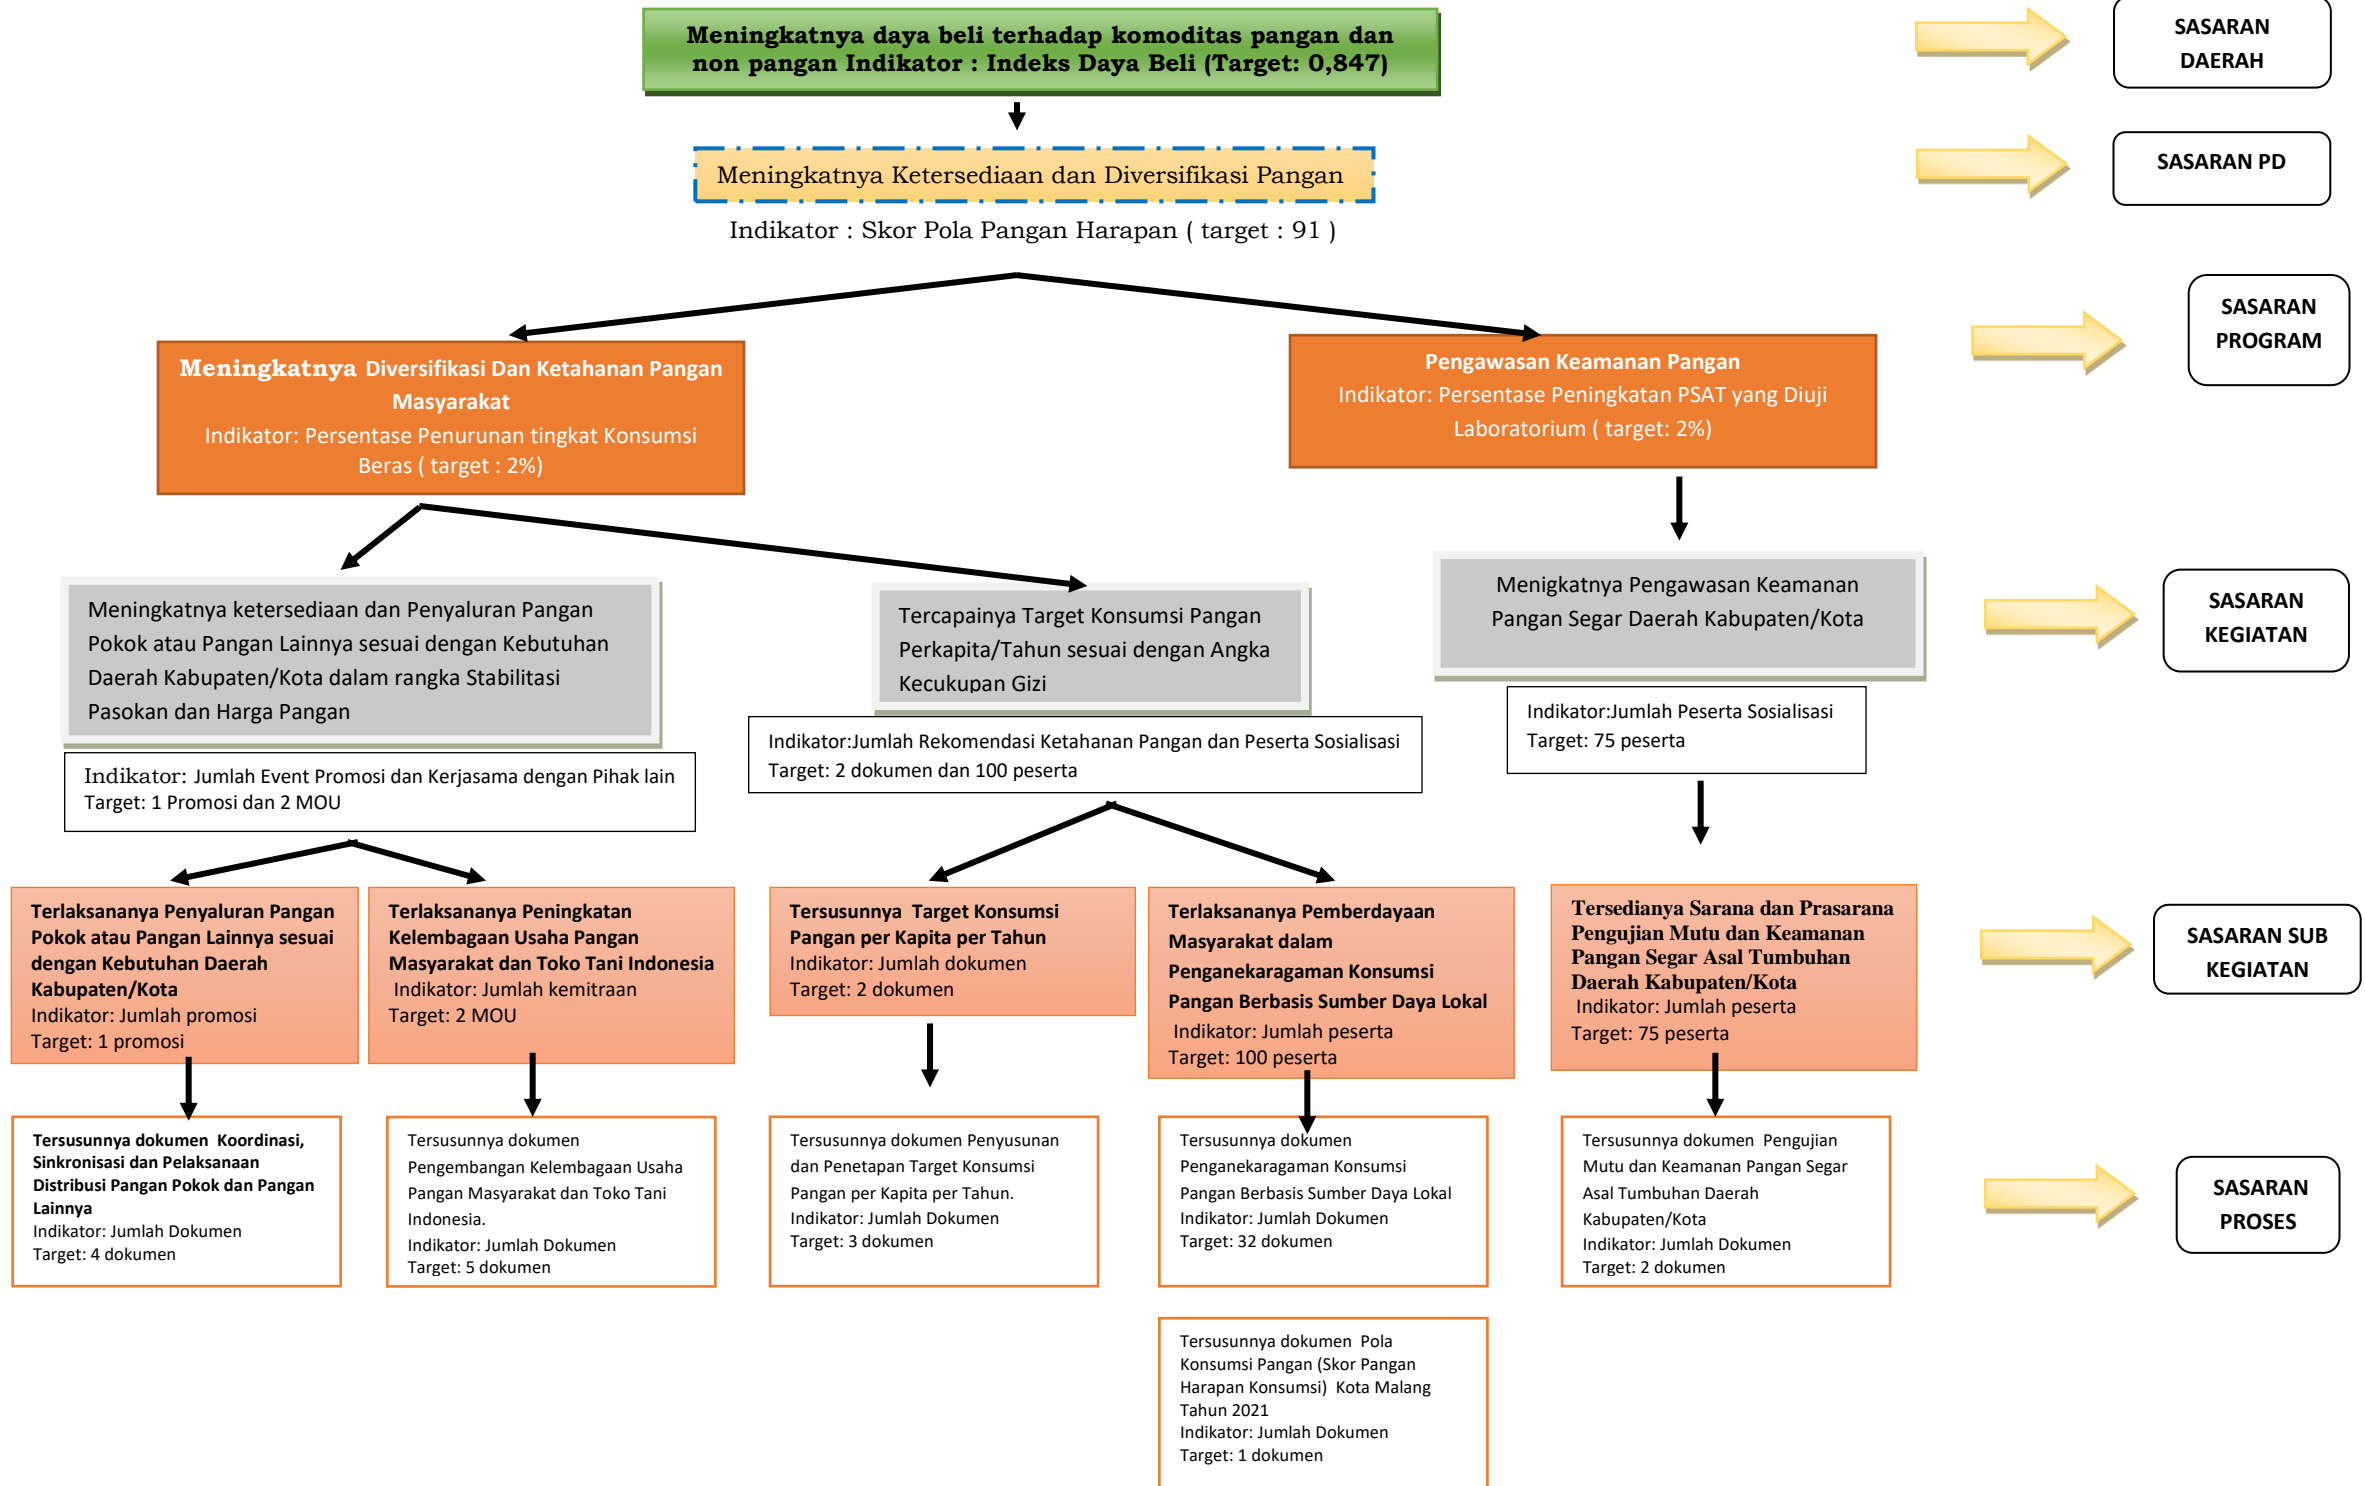 Meningkatnya daya beli terhadap komoditas pangan dan
non pangan Indikator : Indeks Daya Beli (Target: 0,847)
SASARAN
DAERAH
Meningkatnya Ketersediaan dan Diversifikasi Pangan
SASARAN PD
Indikator : Skor Pola Pangan Harapan ( target : 91 )
Meningkatnya Diversifikasi Dan Ketahanan Pangan
Masyarakat
Indikator: Persentase Penurunan tingkat Konsumsi
Beras ( target : 2%)
Pengawasan Keamanan Pangan
Indikator: Persentase Peningkatan PSAT yang Diuji
Laboratorium ( target: 2%)
SASARAN
PROGRAM
Meningkatnya ketersediaan dan Penyaluran Pangan
Pokok atau Pangan Lainnya sesuai dengan Kebutuhan
Daerah Kabupaten/Kota dalam rangka Stabilitasi
Pasokan dan Harga Pangan
Tercapainya Target Konsumsi Pangan
Perkapita/Tahun sesuai dengan Angka
Kecukupan Gizi
Menigkatnya Pengawasan Keamanan
Pangan Segar Daerah Kabupaten/Kota
SASARAN
KEGIATAN
Indikator: Jumlah Event Promosi dan Kerjasama dengan Pihak lain
Target: 1 Promosi dan 2 MOU
Indikator:Jumlah Rekomendasi Ketahanan Pangan dan Peserta Sosialisasi
Target: 2 dokumen dan 100 peserta
Indikator:Jumlah Peserta Sosialisasi
Target: 75 peserta
Terlaksananya Penyaluran Pangan
Pokok atau Pangan Lainnya sesuai
dengan Kebutuhan Daerah
Kabupaten/Kota
Indikator: Jumlah promosi
Target: 1 promosi
Terlaksananya Peningkatan
Kelembagaan Usaha Pangan
Masyarakat dan Toko Tani Indonesia
Indikator: Jumlah kemitraan
Target: 2 MOU
Tersusunnya  Target Konsumsi
Pangan per Kapita per Tahun
Indikator: Jumlah dokumen
Target: 2 dokumen
Terlaksananya Pemberdayaan
Masyarakat dalam
Penganekaragaman Konsumsi
Pangan Berbasis Sumber Daya Lokal
Indikator: Jumlah peserta
Target: 100 peserta
Tersedianya Sarana dan Prasarana
Pengujian Mutu dan Keamanan
Pangan Segar Asal Tumbuhan
Daerah Kabupaten/Kota
Indikator: Jumlah peserta
Target: 75 peserta
SASARAN SUB
KEGIATAN
Tersusunnya dokumen  Koordinasi,
Sinkronisasi dan Pelaksanaan
Distribusi Pangan Pokok dan Pangan
Lainnya
Indikator: Jumlah Dokumen
Target: 4 dokumen
Tersusunnya dokumen
Pengembangan Kelembagaan Usaha
Pangan Masyarakat dan Toko Tani
Indonesia.
Indikator: Jumlah Dokumen
Target: 5 dokumen
Tersusunnya dokumen Penyusunan
dan Penetapan Target Konsumsi
Pangan per Kapita per Tahun.
Indikator: Jumlah Dokumen
Target: 3 dokumen
Tersusunnya dokumen
Penganekaragaman Konsumsi
Pangan Berbasis Sumber Daya Lokal
Indikator: Jumlah Dokumen
Target: 32 dokumen
Tersusunnya dokumen  Pengujian
Mutu dan Keamanan Pangan Segar
Asal Tumbuhan Daerah
Kabupaten/Kota
Indikator: Jumlah Dokumen
Target: 2 dokumen
SASARAN
PROSES
Tersusunnya dokumen  Pola
Konsumsi Pangan (Skor Pangan
Harapan Konsumsi)  Kota Malang
Tahun 2021
Indikator: Jumlah Dokumen
Target: 1 dokumen